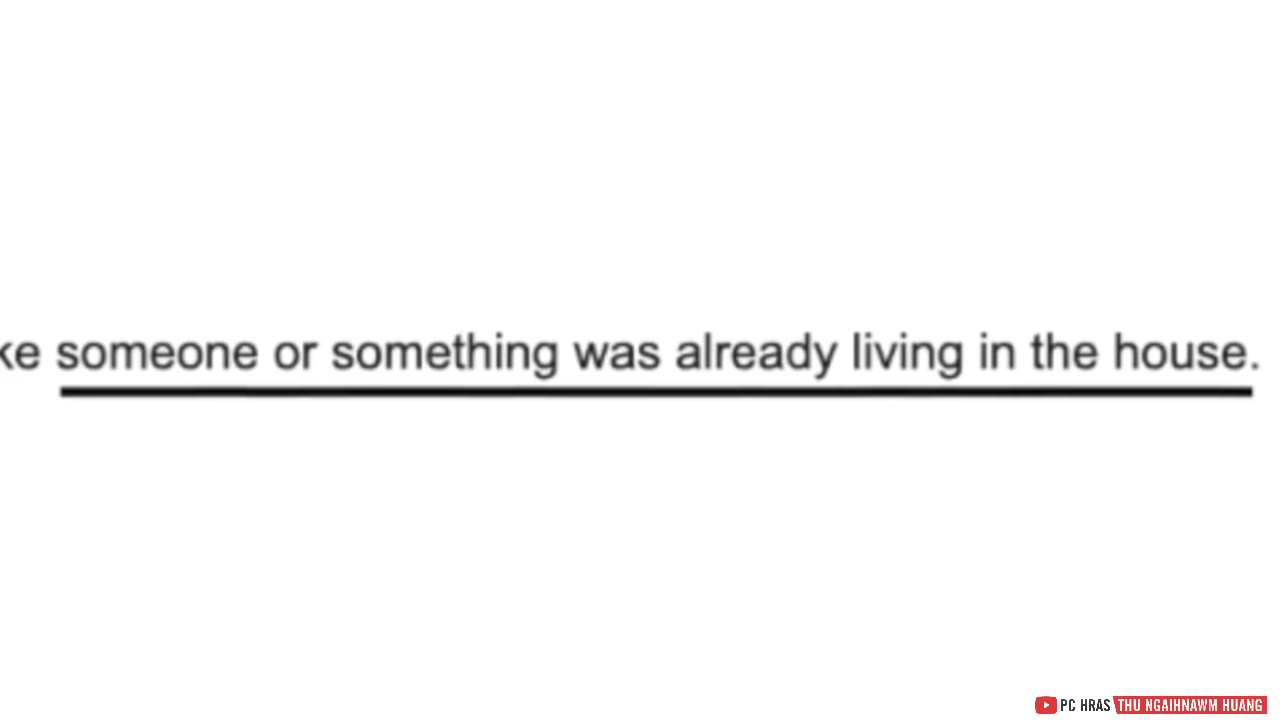 ke someone or something was already living in the house.
PC HRAS THU NGAIHNAWM HUANG